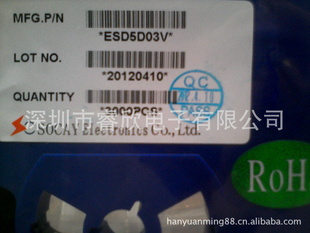 MFG.P/N
*ESD5D03V*
LOT NO.
*20120410*
QC
PASS
QUANTITY
*3000PCS*
SOCAY Electronics Co., Ltd.
深圳市睿欣电子有限公司
RoH
hanyuanming88.cn.alibaba.com